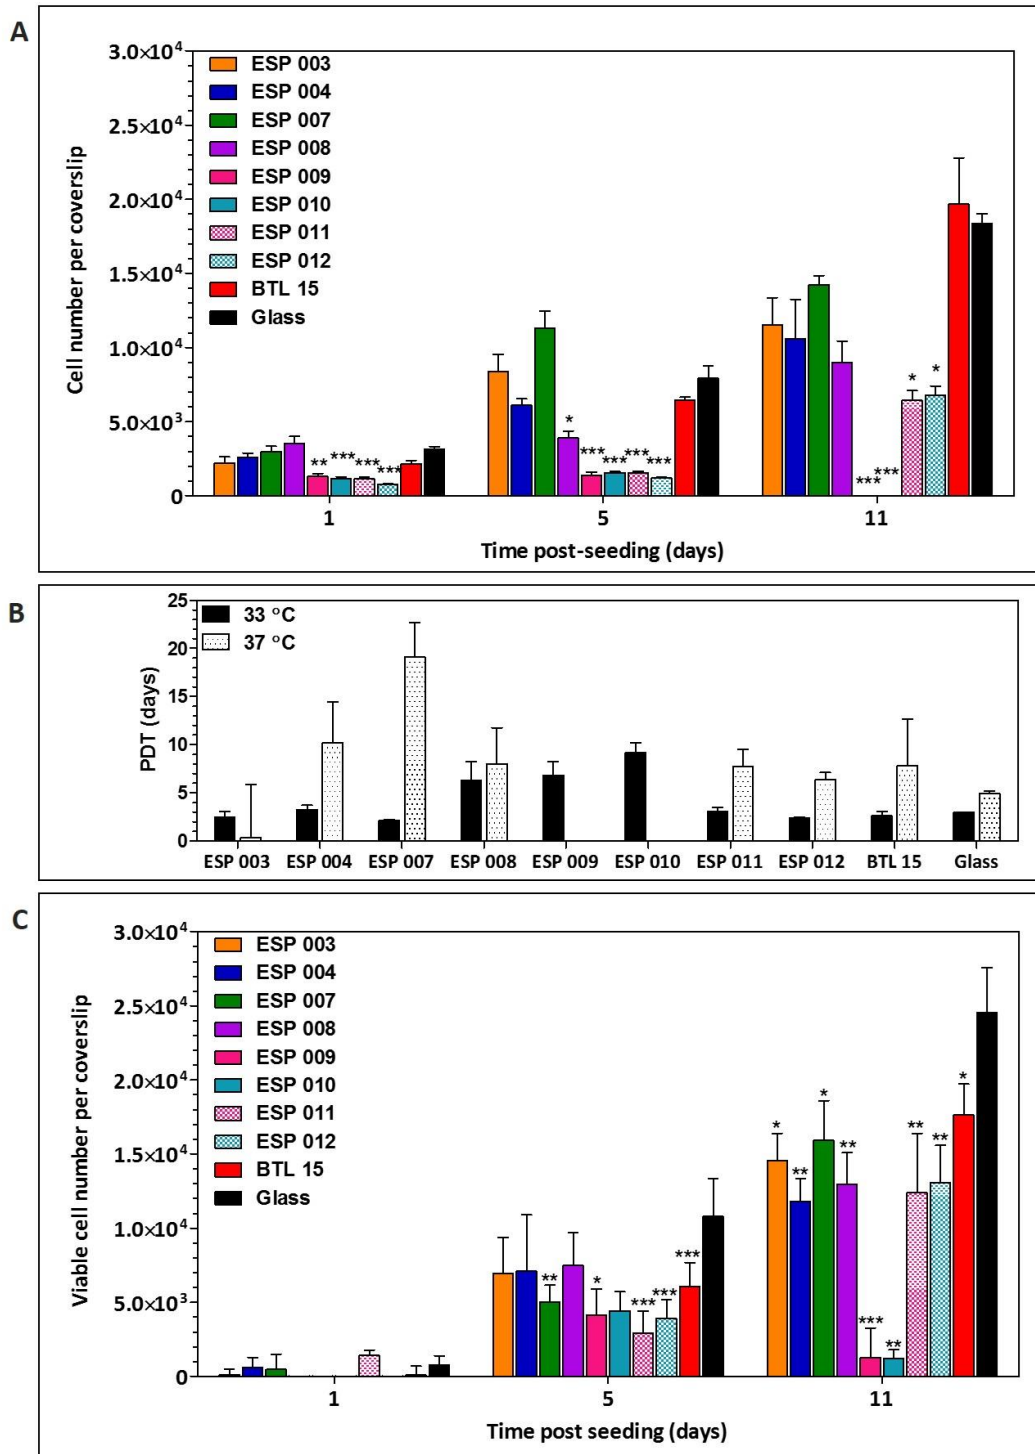 A
3.0×10⁴
2.5×10⁴
2.0×10⁴
1.5×10⁴
1.0×10⁴
5.0×10³
0
Cell number per coverslip
ESP 003
ESP 004
ESP 007
ESP 008
ESP 009
ESP 010
ESP 011
ESP 012
BTL 15
Glass
** *** *** ***
* *** *** *** ***
*** *** * *
1 5 11
Time post-seeding (days)
B
25
20
15
10
5
0
PDT (days)
33 °C
37 °C
ESP 003 ESP 004 ESP 007 ESP 008 ESP 009 ESP 010 ESP 011 ESP 012 BTL 15 Glass
C
3.0×10⁴
2.5×10⁴
2.0×10⁴
1.5×10⁴
1.0×10⁴
5.0×10³
0
Viable cell number per coverslip
ESP 003
ESP 004
ESP 007
ESP 008
ESP 009
ESP 010
ESP 011
ESP 012
BTL 15
Glass
** * *** *** ***
* ** * ** *** ** ** ** *
1 5 11
Time post seeding (days)